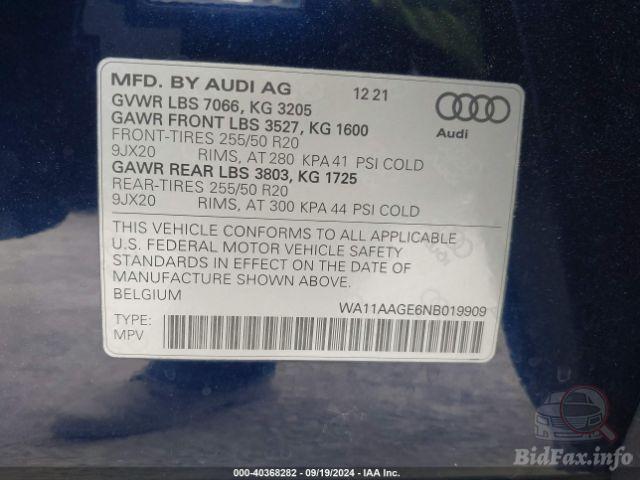 MFD. BY AUDI AG 12 21
GVWR LBS 7066, KG 3205
GAWR FRONT LBS 3527, KG 1600
FRONT-TIRES 255/50 R20
9JX20 RIMS, AT 280 KPA 41 PSI COLD
GAWR REAR LBS 3803, KG 1725
REAR-TIRES 255/50 R20
9JX20 RIMS, AT 300 KPA 44 PSI COLD
Audi
THIS VEHICLE CONFORMS TO ALL APPLICABLE
U.S. FEDERAL MOTOR VEHICLE SAFETY
STANDARDS IN EFFECT ON THE DATE OF
MANUFACTURE SHOWN ABOVE.
BELGIUM
WA11AAGE6NB019909
TYPE:
MPV
BidFax.info
000-40368282 - 09/19/2024 - IAA Inc.